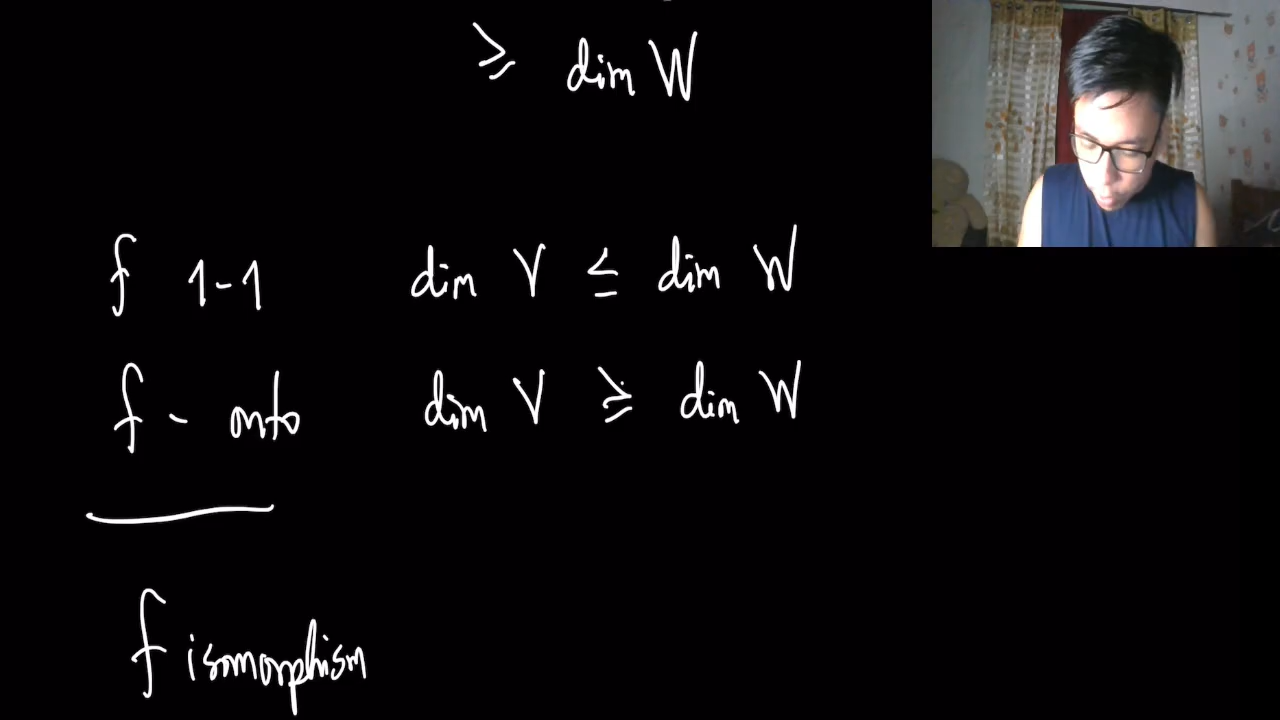 ≥ dim W
f 1-1 dim V ≤ dim W
f - onto dim V ≥ dim W
f isomorphism